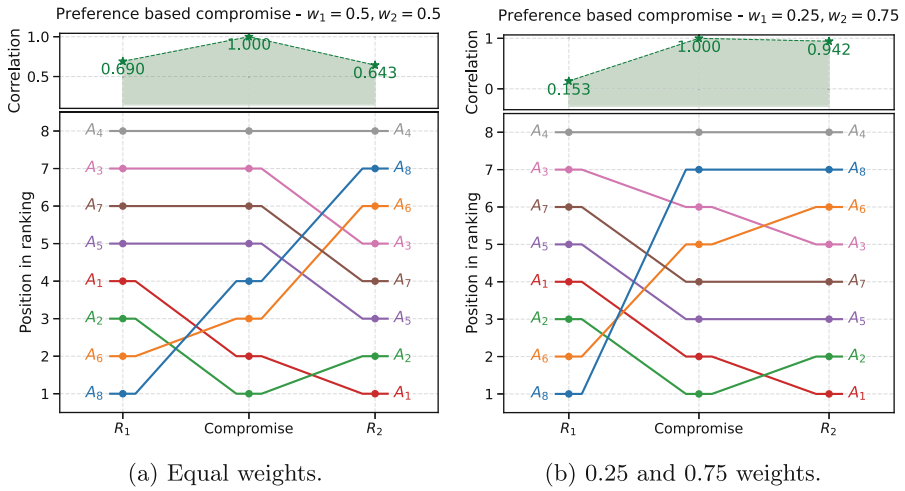 Preference based compromise - w₁ = 0.5, w₂ = 0.5
Correlation
1.0
0.5
0.690
1.000
0.643
Position in ranking
8
7
6
5
4
3
2
1
A₄
A₃
A₇
A₅
A₁
A₂
A₆
A₈
A₄
A₈
A₆
A₃
A₇
A₅
A₂
A₁
R₁ Compromise R₂
(a) Equal weights.
Preference based compromise - w₁ = 0.25, w₂ = 0.75
Correlation
1
0
0.153
1.000
0.942
Position in ranking
8
7
6
5
4
3
2
1
A₄
A₃
A₇
A₅
A₁
A₂
A₆
A₈
A₄
A₈
A₆
A₃
A₇
A₅
A₂
A₁
R₁ Compromise R₂
(b) 0.25 and 0.75 weights.